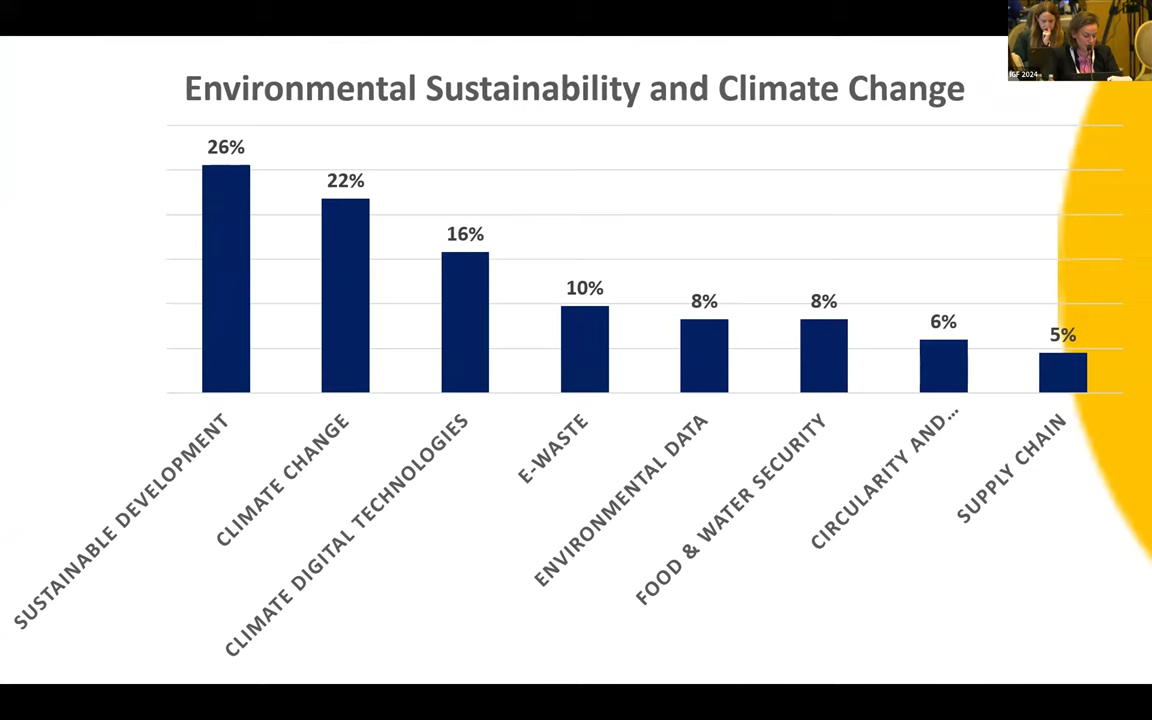 IGF 2024
Environmental Sustainability and Climate Change
26%
22%
16%
10%
8%
8%
6%
5%
SUSTAINABLE DEVELOPMENT
CLIMATE CHANGE
CLIMATE DIGITAL TECHNOLOGIES
E-WASTE
ENVIRONMENTAL DATA
FOOD & WATER SECURITY
CIRCULARITY AND...
SUPPLY CHAIN